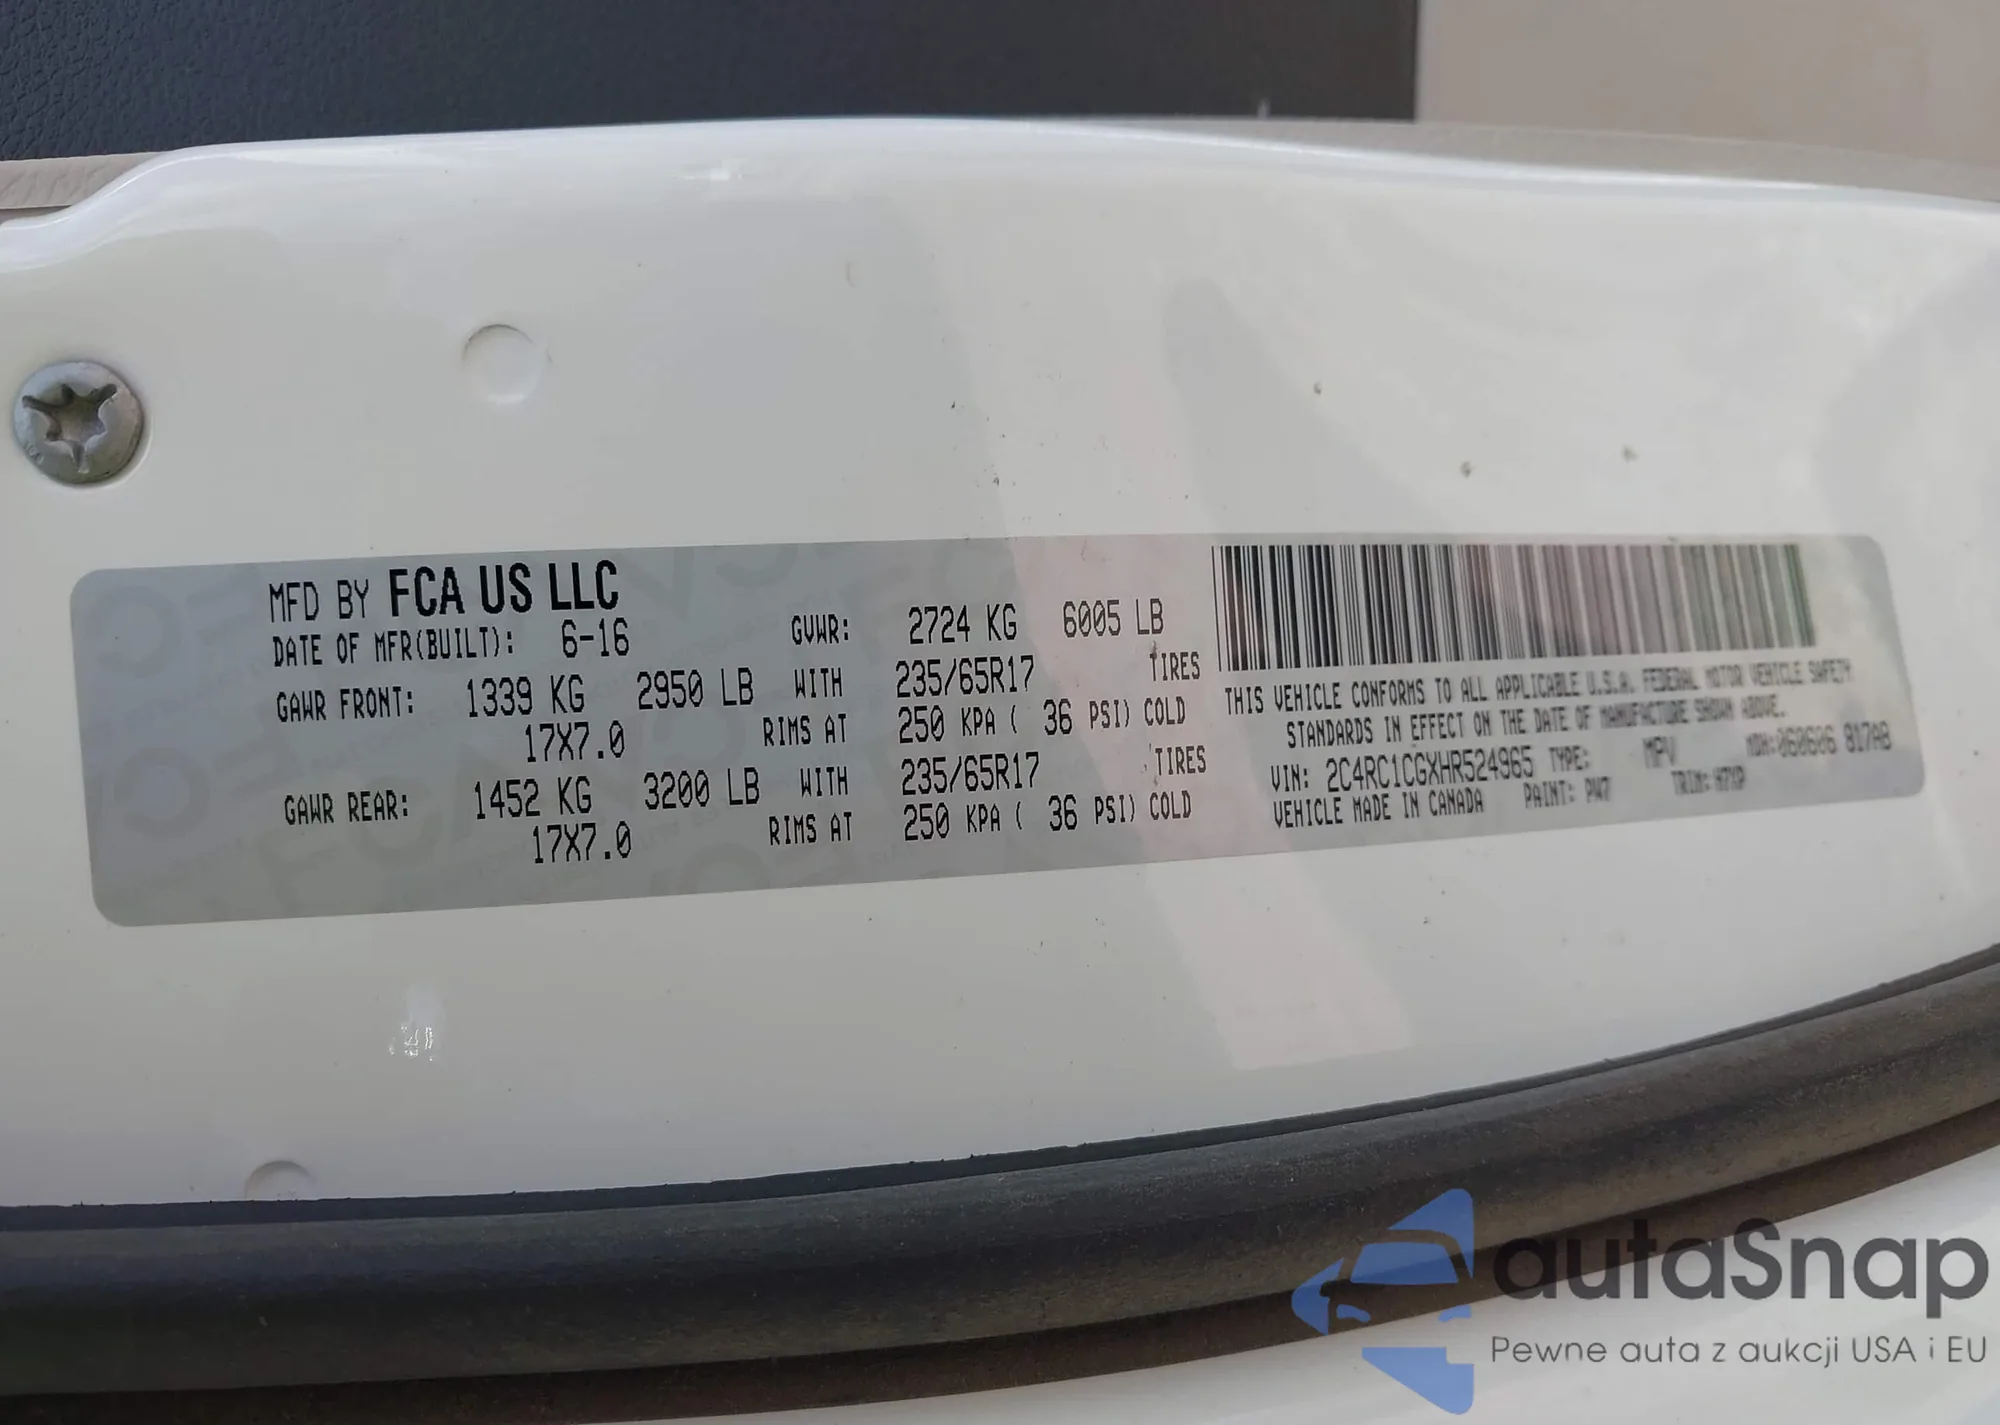 MFD BY FCA US LLC
DATE OF MFR(BUILT): 6-16 GVWR: 2724 KG 6005 LB
GAWR FRONT: 1339 KG 2950 LB WITH 235/65R17 TIRES
17X7.0 RIMS AT 250 KPA ( 36 PSI) COLD
GAWR REAR: 1452 KG 3200 LB WITH 235/65R17 TIRES
17X7.0 RIMS AT 250 KPA ( 36 PSI) COLD
THIS VEHICLE CONFORMS TO ALL APPLICABLE U.S.A. FEDERAL MOTOR VEHICLE SAFETY
STANDARDS IN EFFECT ON THE DATE OF MANUFACTURE SHOWN ABOVE.
VIN: 2C4RC1CGXHR524965 TYPE: MPV MDH:060606 817AB
VEHICLE MADE IN CANADA PAINT: PW7 TRIM:
autaSnap
Pewne auta z aukcji USA i EU